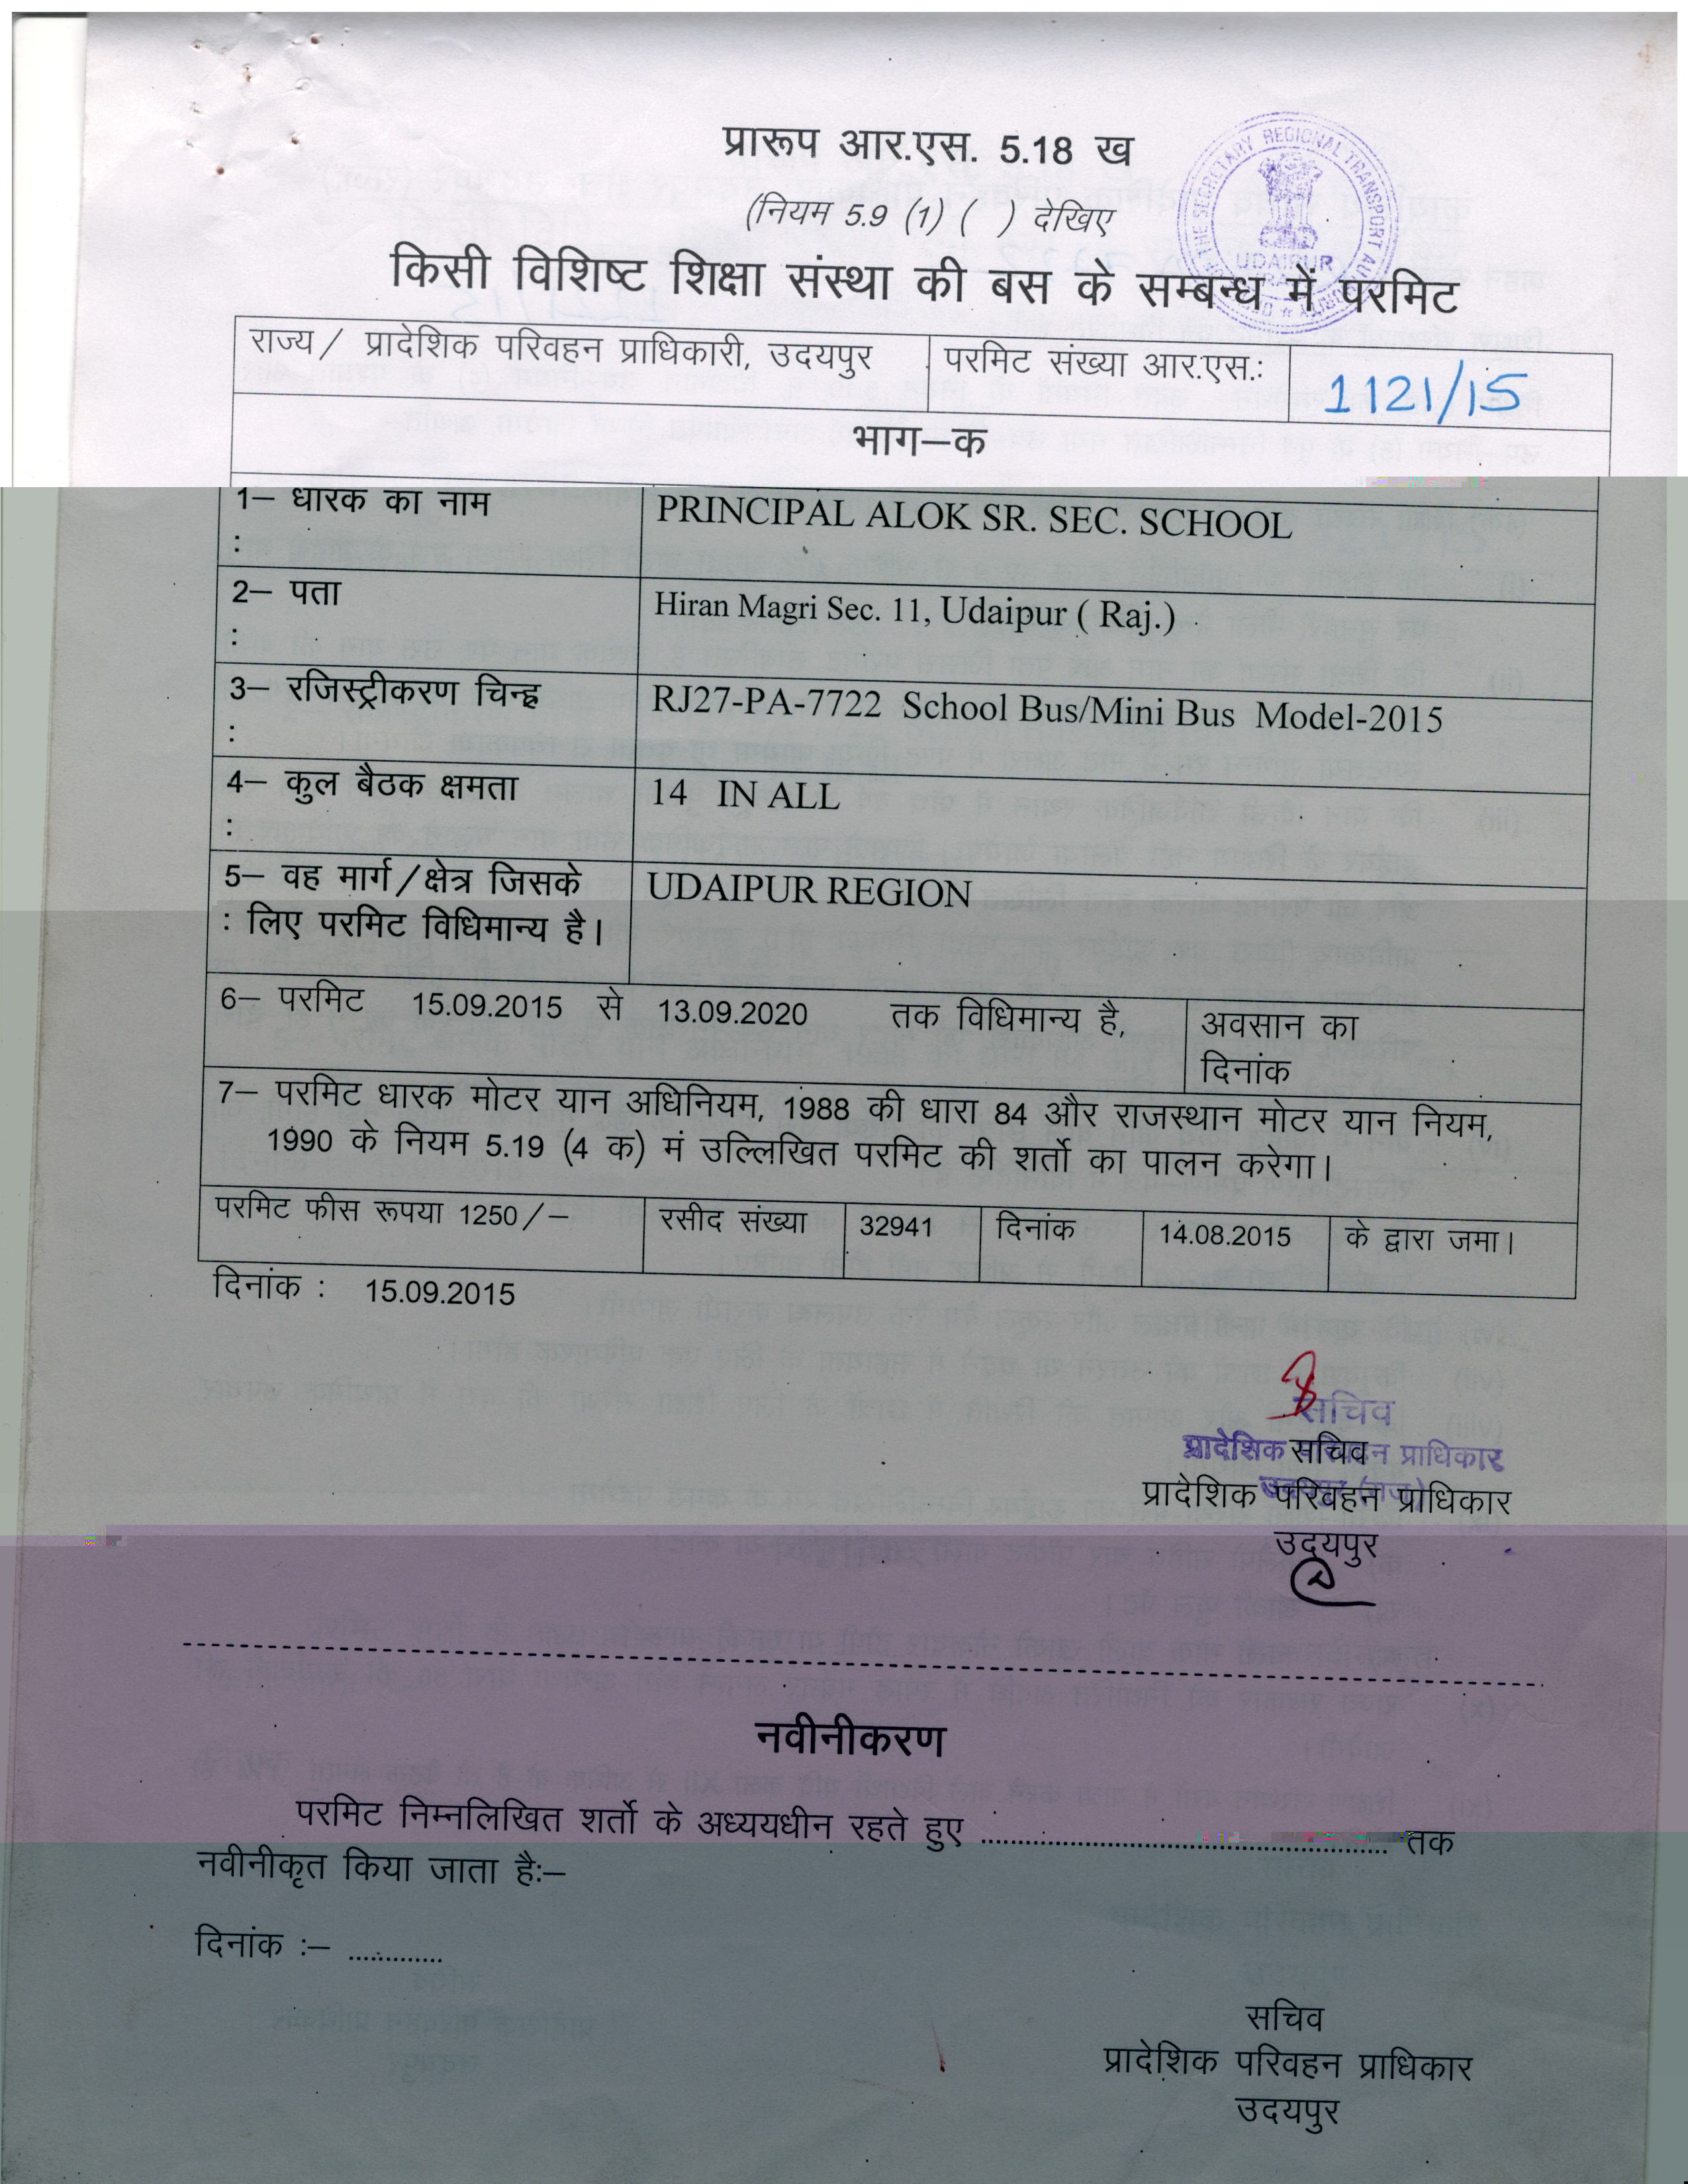 प्रारूप आर.एस. 5.18 ख
(नियम 5.9 (1) ( ) देखिए
THE SECRETARY REGIONAL TRANSPORT AUTHORITY
UDAIPUR
किसी विशिष्ट शिक्षा संस्था की बस के सम्बन्ध में परमिट
राज्य / प्रादेशिक परिवहन प्राधिकारी, उदयपुर परमिट संख्या आर.एस.: 1121/15
भाग–क
1– धारक का नाम : PRINCIPAL ALOK SR. SEC. SCHOOL
2– पता : Hiran Magri Sec. 11, Udaipur ( Raj.)
3– रजिस्ट्रीकरण चिन्ह : RJ27-PA-7722 School Bus/Mini Bus Model-2015
4– कुल बैठक क्षमता : 14 IN ALL
5– वह मार्ग / क्षेत्र जिसके UDAIPUR REGION
: लिए परमिट विधिमान्य है।
6– परमिट 15.09.2015 से 13.09.2020 तक विधिमान्य है, अवसान का
दिनांक
7– परमिट धारक मोटर यान अधिनियम, 1988 की धारा 84 और राजस्थान मोटर यान नियम,
1990 के नियम 5.19 (4 क) मं उल्लिखित परमिट की शर्तो का पालन करेगा।
परमिट फीस रूपया 1250 /– रसीद संख्या 32941 दिनांक 14.08.2015 के द्वारा जमा।
दिनांक : 15.09.2015
सचिव
प्रादेशिक परिवहन प्राधिकार
उदयपुर (राज.)
सचिव
प्रादेशिक परिवहन प्राधिकार
उदयपुर
नवीनीकरण
परमिट निम्नलिखित शर्तो के अध्ययधीन रहते हुए ........................................ तक
नवीनीकृत किया जाता है:–
दिनांक :– .............
सचिव
प्रादेशिक परिवहन प्राधिकार
उदयपुर